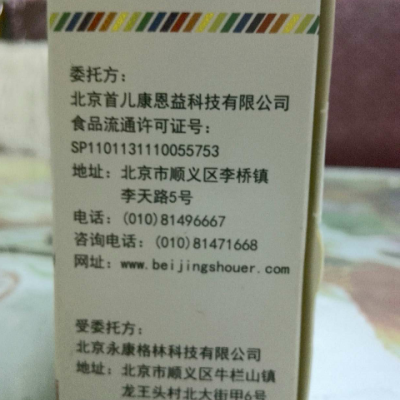 委托方：
北京首儿康恩益科技有限公司
食品流通许可证号：
SP1101131110055753
地址：北京市顺义区李桥镇
李天路5号
电话：(010)81496667
咨询电话：(010)81471668
网址：www.beijingshouer.com
受委托方：
北京永康格林科技有限公司
地址：北京市顺义区牛栏山镇
龙王头村北大街甲6号